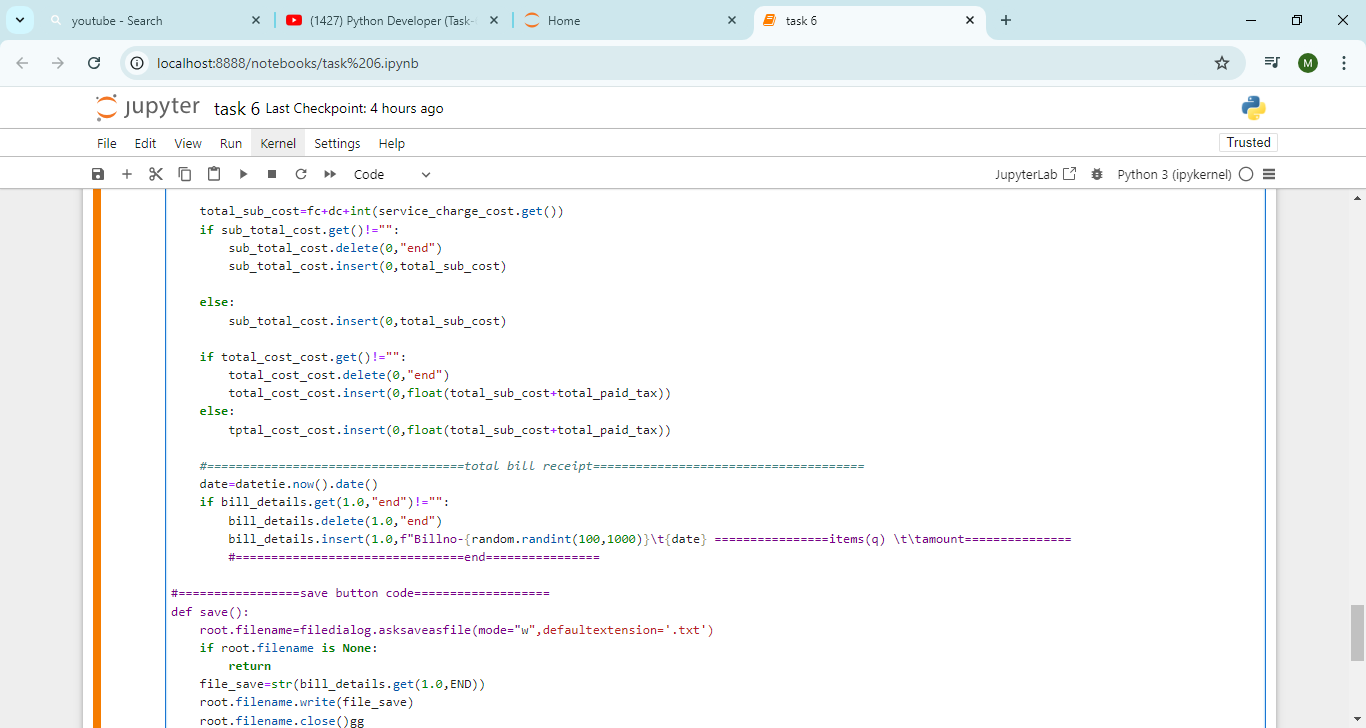 youtube - Search
(1427) Python Developer (Task-
Home
task 6
localhost:8888/notebooks/task%206.ipynb
M
jupyter task 6 Last Checkpoint: 4 hours ago
File Edit View Run Kernel Settings Help
Trusted
Code
JupyterLab
Python 3 (ipykernel)
total_sub_cost=fc+dc+int(service_charge_cost.get())
if sub_total_cost.get()!="":
sub_total_cost.delete(0,"end")
sub_total_cost.insert(0,total_sub_cost)
else:
sub_total_cost.insert(0,total_sub_cost)
if total_cost_cost.get()!="":
total_cost_cost.delete(0,"end")
total_cost_cost.insert(0,float(total_sub_cost+total_paid_tax))
else:
tptal_cost_cost.insert(0,float(total_sub_cost+total_paid_tax))
#====================================total bill receipt======================================
date=datetie.now().date()
if bill_details.get(1.0,"end")!="":
bill_details.delete(1.0,"end")
bill_details.insert(1.0,f"Billno-{random.randint(100,1000)}\t{date} ================items(q) \t\tamount===============
#================================end================
#=================save button code===================
def save():
root.filename=filedialog.asksaveasfile(mode="w",defaultextension='.txt')
if root.filename is None:
return
file_save=str(bill_details.get(1.0,END))
root.filename.write(file_save)
root.filename.close()gg